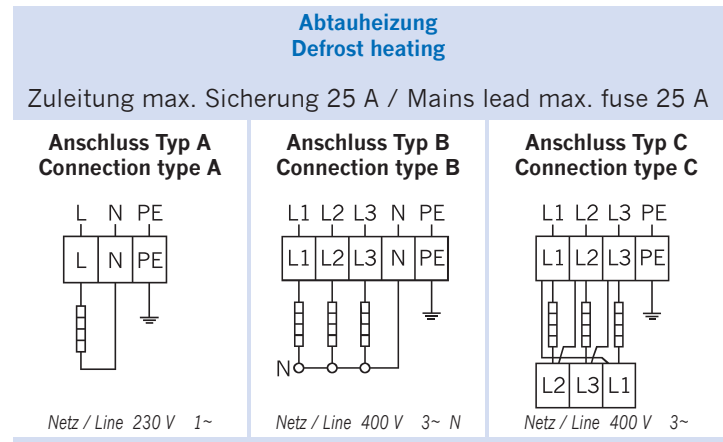 Abtauheizung
Defrost heating
Zuleitung max. Sicherung 25 A / Mains lead max. fuse 25 A
Anschluss Typ A
Connection type A
L N PE
L N PE
Netz / Line 230 V 1~
Anschluss Typ B
Connection type B
L1 L2 L3 N PE
L1 L2 L3 N PE
N
Netz / Line 400 V 3~ N
Anschluss Typ C
Connection type C
L1 L2 L3 PE
L1 L2 L3 PE
L2 L3 L1
Netz / Line 400 V 3~